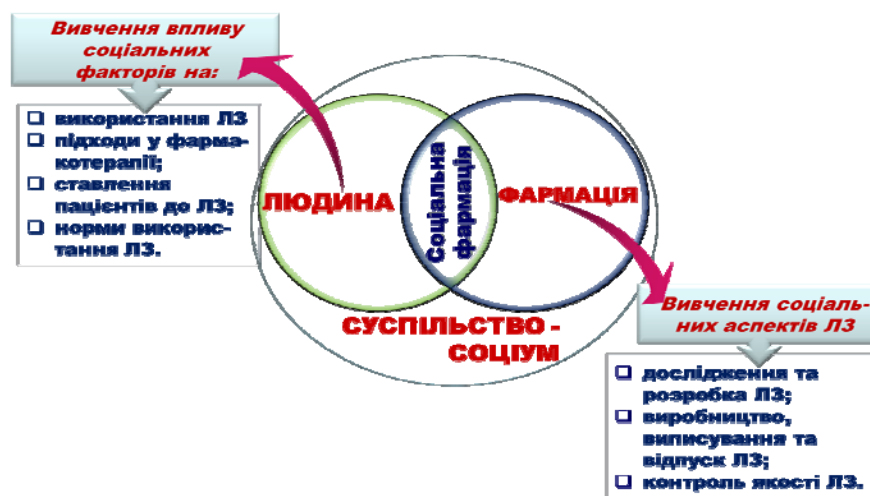 Вивчення впливу
соціальних
факторів на:
❑ використання ЛЗ
❑ підходи у фарма-
котерапії;
❑ ставлення
пацієнтів до ЛЗ;
❑ норми використ-
тання ЛЗ.
ЛЮДИНА
Соціальна
фармація
ФАРМАЦІЯ
СУСПІЛЬСТВО -
СОЦІУМ
Вивчення соціаль-
них аспектів ЛЗ
❑ дослідження та
розробка ЛЗ;
❑ виробництво,
виписування та
відпуск ЛЗ;
❑ контроль якості ЛЗ.